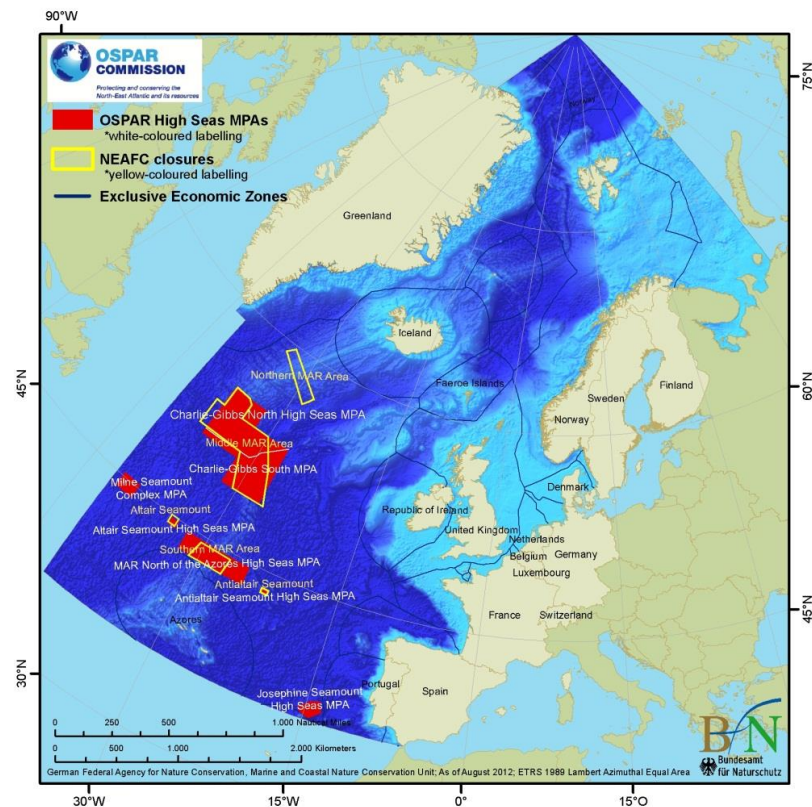 90°W
OSPAR
COMMISSION
Protecting and conserving the
North-East Atlantic and its resources
75°N
OSPAR High Seas MPAs
*white-coloured labelling
NEAFC closures
*yellow-coloured labelling
Exclusive Economic Zones
Greenland
Iceland
45°N
Northern MAR Area
Faeroe Islands
60°N
Finland
Sweden
Norway
Charlie-Gibbs North High Seas MPA
Middle MAR Area
Charlie-Gibbs South MPA
Milne Seamount
Complex MPA
Denmark
Altair Seamount
Republic of Ireland
Altair Seamount High Seas MPA
United Kingdom
Netherlands
Southern MAR Area
Belgium
Germany
MAR North of the Azores High Seas MPA
Luxembourg
Antialtair Seamount
Antialtair Seamount High Seas MPA
45°N
France
Switzerland
Azores
30°N
Portugal
Spain
Josephine Seamount
High Seas MPA
0 250 500 1.000 Nautical Miles
0 500 1.000 2.000 Kilometers
BfN
Bundesamt
für Naturschutz
German Federal Agency for Nature Conservation, Marine and Coastal Nature Conservation Unit; As of August 2012; ETRS 1989 Lambert Azimuthal Equal Area
30°W 15°W 0° 15°O